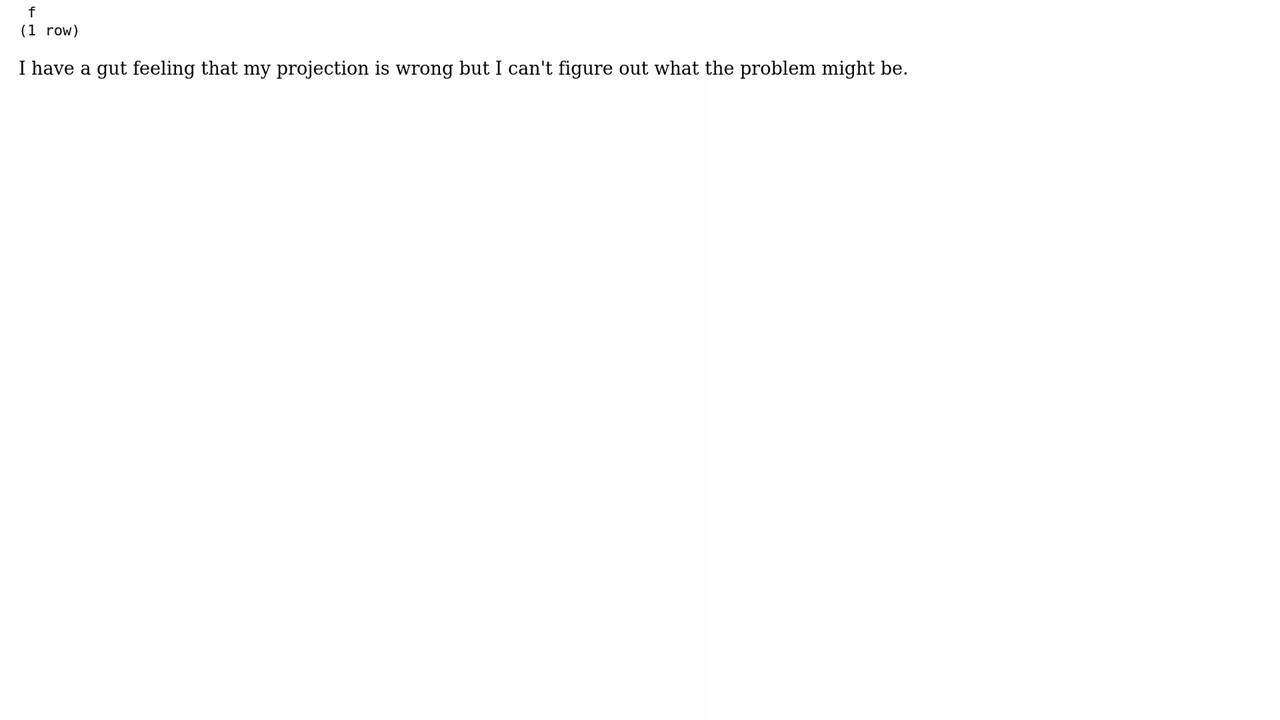 f
(1 row)
I have a gut feeling that my projection is wrong but I can't figure out what the problem might be.